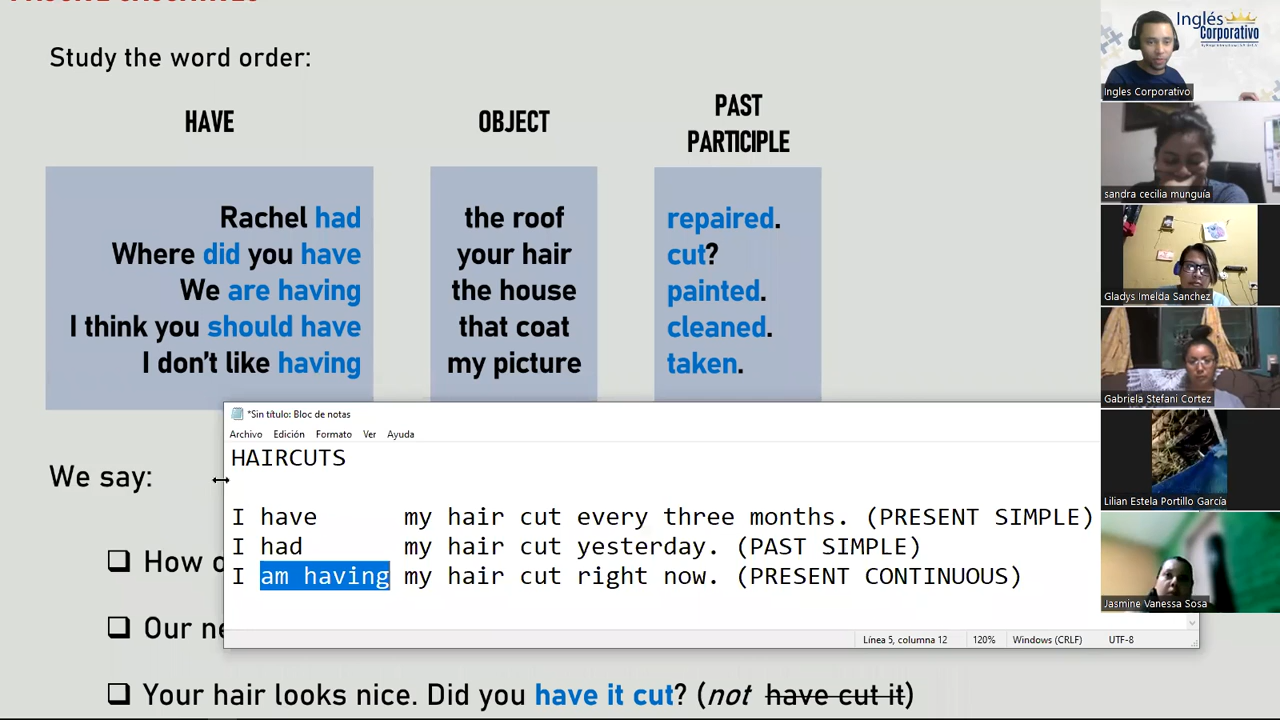 Study the word order:
HAVE
OBJECT
PAST
PARTICIPLE
Rachel had the roof repaired.
Where did you have your hair cut?
We are having the house painted.
I think you should have that coat cleaned.
I don't like having my picture taken.
*Sin título: Bloc de notas
Archivo Edición Formato Ver Ayuda
HAIRCUTS
I have my hair cut every three months. (PRESENT SIMPLE)
I had my hair cut yesterday. (PAST SIMPLE)
I am having my hair cut right now. (PRESENT CONTINUOUS)
Línea 5, columna 12 120% Windows (CRLF) UTF-8
We say:
How
Our
Your hair looks nice. Did you have it cut? (not have cut it)
Inglés
Corporativo
Ingles Corporativo
sandra cecilia munguía
Gladys Imelda Sanchez
Gabriela Stefani Cortez
Lilian Estela Portillo García
Jasmine Vanessa Sosa